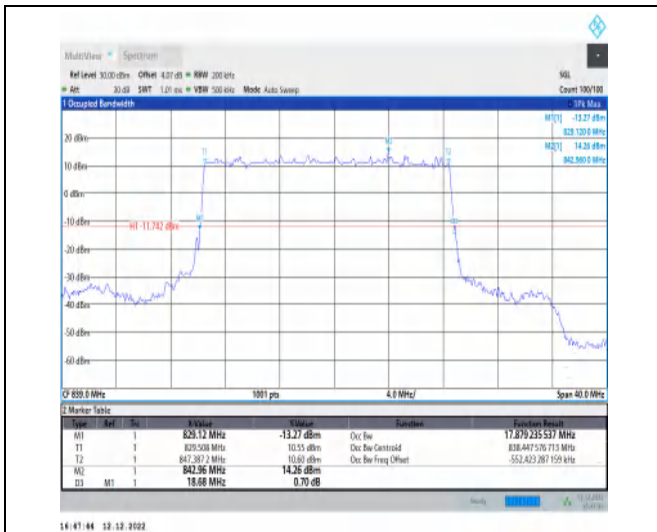 MultiView Spectrum
Ref Level 30.00 dBm Offset 4.07 dB RBW 200 kHz SGL
Att 30 dB SWT 1.01 ms VBW 500 kHz Mode Auto Sweep Count 100/100
1 Occupied Bandwidth 1Pk Max
M1[1] -13.27 dBm
829.1200 MHz
20 dBm
M2[1] 14.26 dBm
842.9600 MHz
10 dBm
0 dBm
-10 dBm
H1 -11.742 dBm
-20 dBm
-30 dBm
-40 dBm
-50 dBm
-60 dBm
CF 839.0 MHz 1001 pts 4.0 MHz/ Span 40.0 MHz
2 Marker Table
Type Ref Trc X-Value Y-Value Function Function Result
M1 1 829.12 MHz -13.27 dBm Occ Bw 17.879 235 537 MHz
T1 1 829.508 MHz 10.55 dBm Occ Bw Centroid 838.447 576 713 MHz
T2 1 847.387 2 MHz 10.60 dBm Occ Bw Freq Offset -552.423 287 159 kHz
M2 1 842.96 MHz 14.26 dBm
D3 M1 1 18.68 MHz 0.70 dB
Ready
16:47:44 12.12.2022